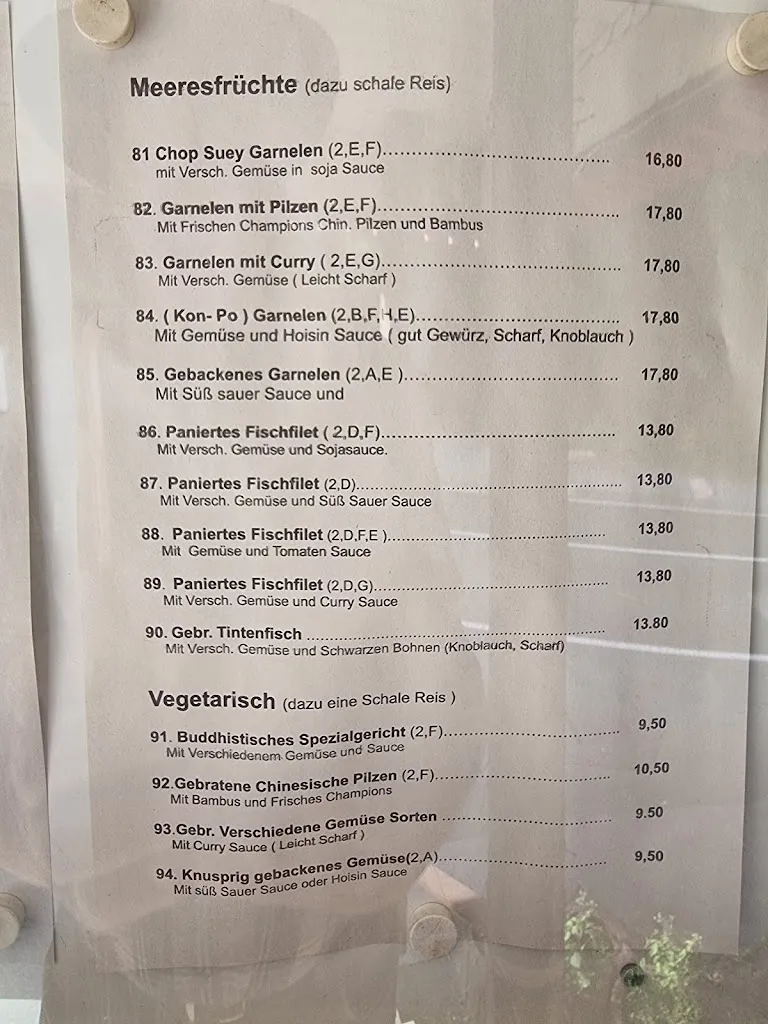 Meeresfrüchte (dazu schale Reis)
81 Chop Suey Garnelen (2,E,F)........................................................ 16,80
mit Versch. Gemüse in soja Sauce
82. Garnelen mit Pilzen (2,E,F)........................................................ 17,80
Mit Frischen Champions Chin. Pilzen und Bambus
83. Garnelen mit Curry ( 2,E,G)........................................................ 17,80
Mit Versch. Gemüse ( Leicht Scharf )
84. ( Kon- Po ) Garnelen (2,B,F,H,E)................................................ 17,80
Mit Gemüse und Hoisin Sauce ( gut Gewürz, Scharf, Knoblauch )
85. Gebackenes Garnelen (2,A,E ).................................................. 17,80
Mit Süß sauer Sauce und
86. Paniertes Fischfilet ( 2,D,F)........................................................ 13,80
Mit Versch. Gemüse und Sojasauce.
87. Paniertes Fischfilet (2,D)............................................................. 13,80
Mit Versch. Gemüse und Süß Sauer Sauce
88. Paniertes Fischfilet (2,D,F,E )..................................................... 13,80
Mit Gemüse und Tomaten Sauce
89. Paniertes Fischfilet (2,D,G)........................................................ 13,80
Mit Versch. Gemüse und Curry Sauce
90. Gebr. Tintenfisch ....................................................................... 13.80
Mit Versch. Gemüse und Schwarzen Bohnen (Knoblauch, Scharf)
Vegetarisch (dazu eine Schale Reis )
91. Buddhistisches Spezialgericht (2,F)............................................ 9,50
Mit Verschiedenem Gemüse und Sauce
92.Gebratene Chinesische Pilzen (2,F)............................................ 10,50
Mit Bambus und Frisches Champions
93.Gebr. Verschiedene Gemüse Sorten .......................................... 9.50
Mit Curry Sauce ( Leicht Scharf )
94. Knusprig gebackenes Gemüse(2,A)........................................... 9,50
Mit süß Sauer Sauce oder Hoisin Sauce